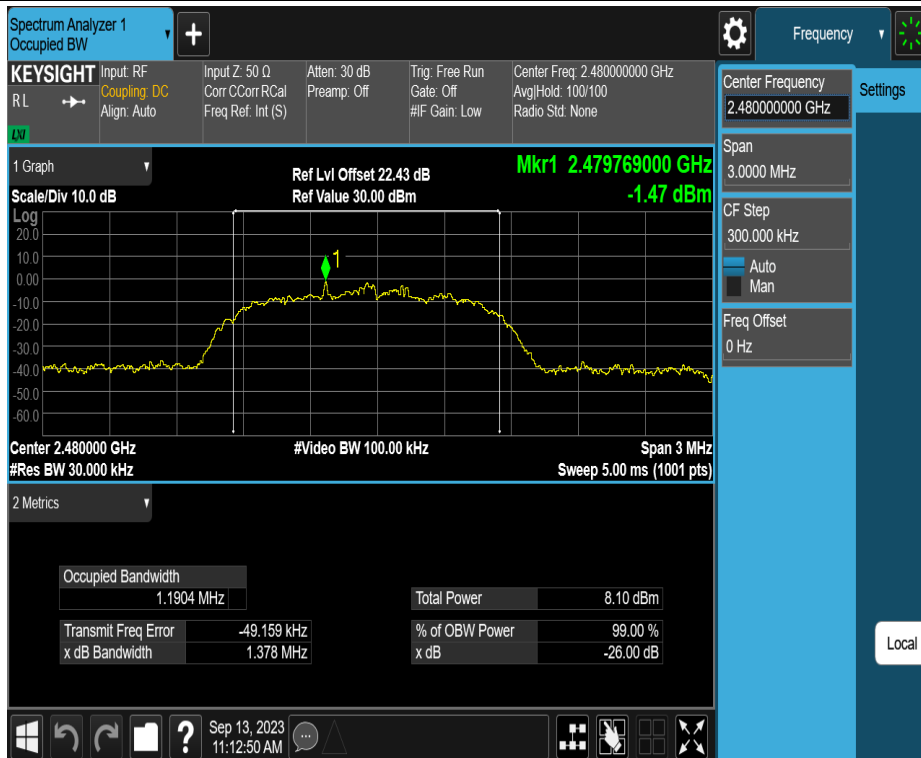 Spectrum Analyzer 1
Occupied BW
+
Frequency
KEYSIGHT
R L
LXI
Input: RF
Coupling: DC
Align: Auto
Input Z: 50 Ω
Corr CCorr RCal
Freq Ref: Int (S)
Atten: 30 dB
Preamp: Off
Trig: Free Run
Gate: Off
#IF Gain: Low
Center Freq: 2.480000000 GHz
Avg|Hold: 100/100
Radio Std: None
Center Frequency
2.480000000 GHz
Settings
Span
3.0000 MHz
CF Step
300.000 kHz
Auto
Man
Freq Offset
0 Hz
Local
1 Graph
Scale/Div 10.0 dB
Ref Lvl Offset 22.43 dB
Ref Value 30.00 dBm
Mkr1 2.479769000 GHz
-1.47 dBm
Log
20.0
10.0
0.00
-10.0
-20.0
-30.0
-40.0
-50.0
-60.0
1
Center 2.480000 GHz
#Res BW 30.000 kHz
#Video BW 100.00 kHz
Span 3 MHz
Sweep 5.00 ms (1001 pts)
2 Metrics
Occupied Bandwidth
1.1904 MHz
Total Power 8.10 dBm
Transmit Freq Error -49.159 kHz
% of OBW Power 99.00 %
x dB Bandwidth 1.378 MHz
x dB -26.00 dB
?
Sep 13, 2023
11:12:50 AM